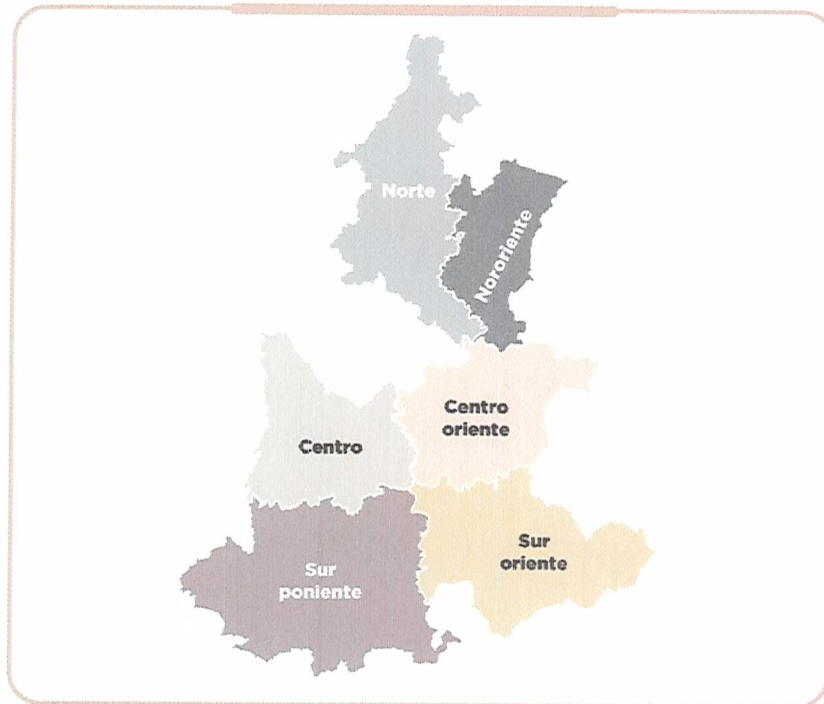 Norte
Nororiente
Centro
oriente
Centro
Sur
oriente
Sur
poniente